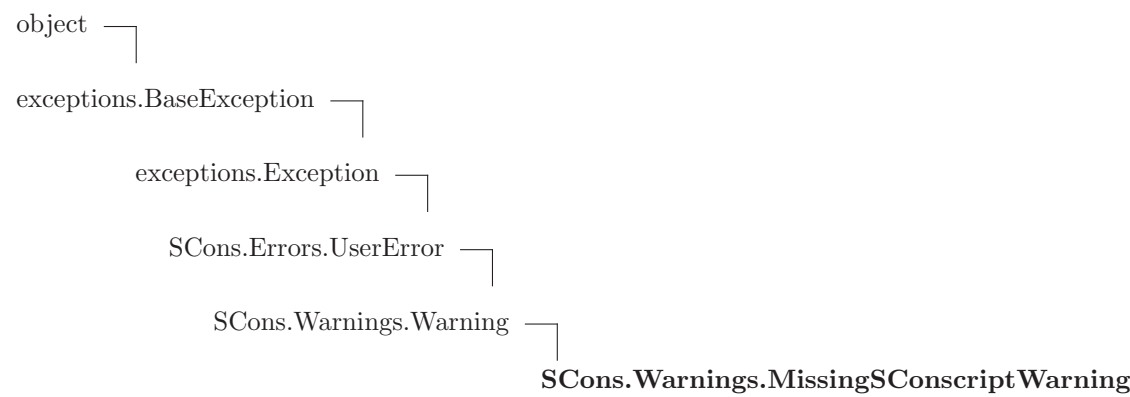 object
exceptions.BaseException
exceptions.Exception
SCons.Errors.UserError
SCons.Warnings.Warning
SCons.Warnings.MissingSConscriptWarning